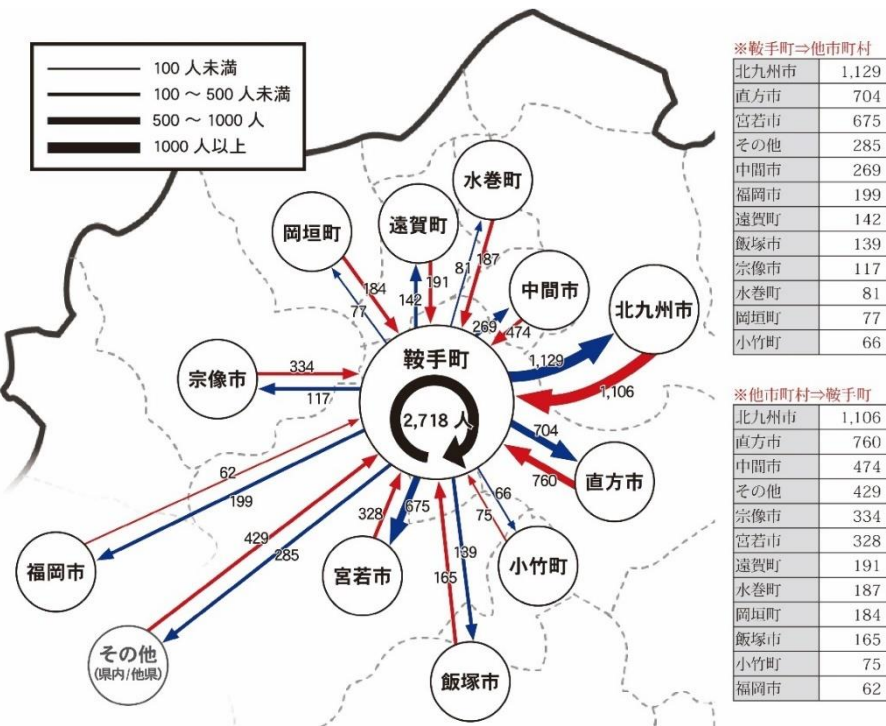 100 人未満
100 ～ 500 人未満
500 ～ 1000 人
1000 人以上
水巻町
岡垣町
遠賀町
中間市
北九州市
宗像市
鞍手町
2,718 人
直方市
小竹町
飯塚市
宮若市
福岡市
その他
(県内/他県)
184
77
142
191
81
187
269
474
1,129
1,106
334
117
704
760
62
199
429
285
328
675
139
165
66
75
※鞍手町⇒他市町村
北九州市 1,129
直方市 704
宮若市 675
その他 285
中間市 269
福岡市 199
遠賀町 142
飯塚市 139
宗像市 117
水巻町 81
岡垣町 77
小竹町 66
※他市町村⇒鞍手町
北九州市 1,106
直方市 760
中間市 474
その他 429
宗像市 334
宮若市 328
遠賀町 191
水巻町 187
岡垣町 184
飯塚市 165
小竹町 75
福岡市 62